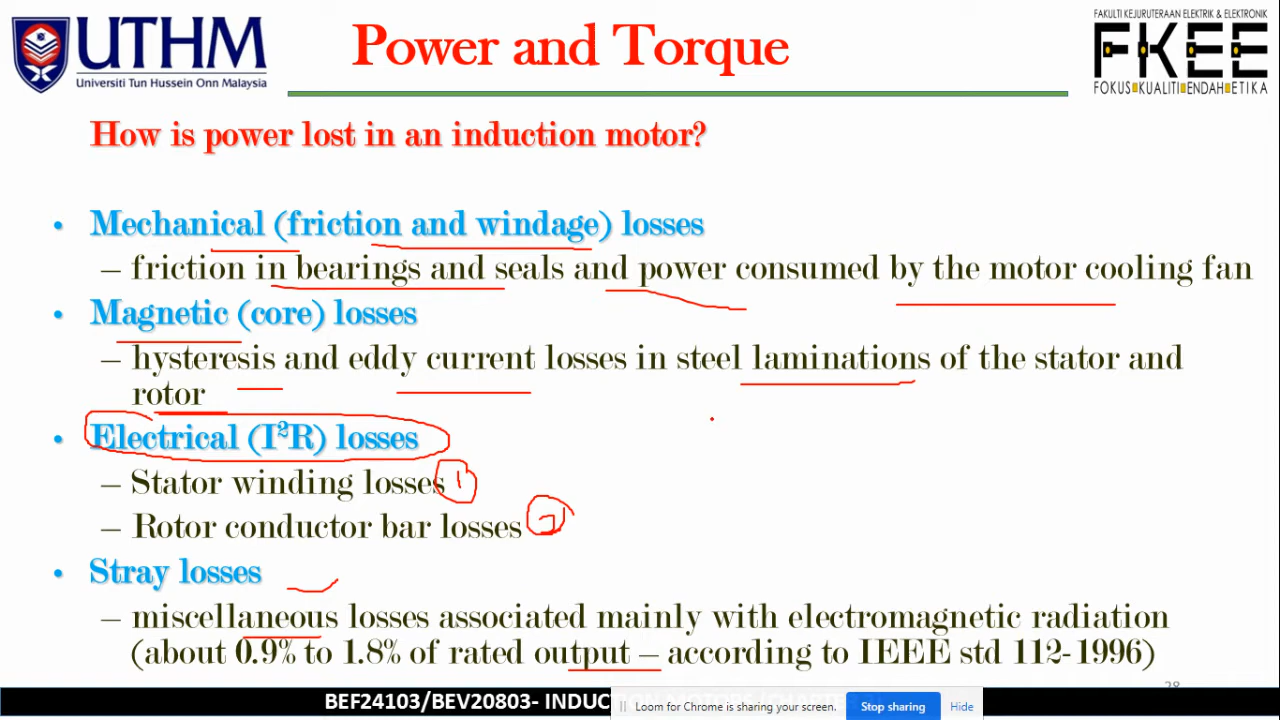 UTHM
Universiti Tun Hussein Onn Malaysia
Power and Torque
FAKULTI KEJURUTERAAN ELEKTRIK & ELEKTRONIK
FKEE
FOKUS KUALITI ENDAH ETIKA
How is power lost in an induction motor?
• Mechanical (friction and windage) losses
– friction in bearings and seals and power consumed by the motor cooling fan
• Magnetic (core) losses
– hysteresis and eddy current losses in steel laminations of the stator and
rotor
• Electrical (I²R) losses
– Stator winding losses 1
– Rotor conductor bar losses 2
• Stray losses
– miscellaneous losses associated mainly with electromagnetic radiation
(about 0.9% to 1.8% of rated output – according to IEEE std 112-1996)
BEF24103/BEV20803- INDUCTION
Loom for Chrome is sharing your screen.
Stop sharing
Hide